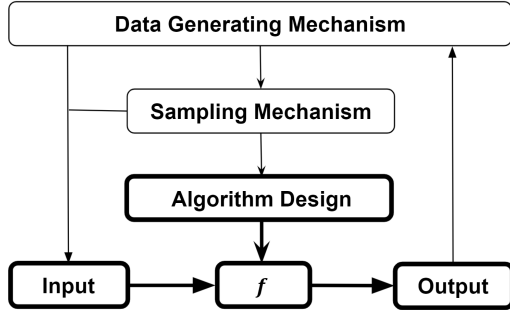 Data Generating Mechanism
Sampling Mechanism
Algorithm Design
Input
f
Output